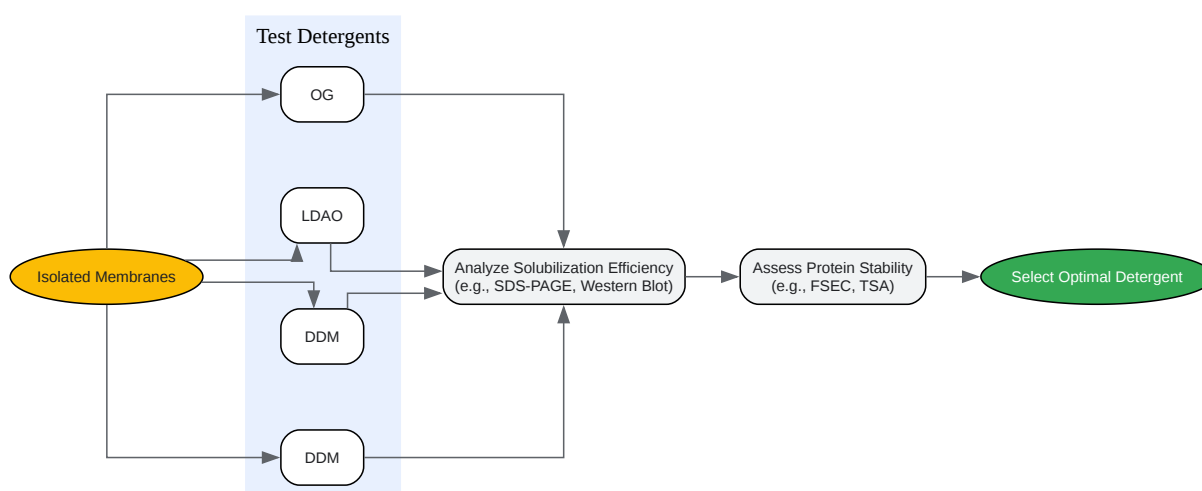 Test Detergents
OG
LDAO
Isolated Membranes
DDM
DDM
Analyze Solubilization Efficiency
(e.g., SDS-PAGE, Western Blot)
Assess Protein Stability
(e.g., FSEC, TSA)
Select Optimal Detergent